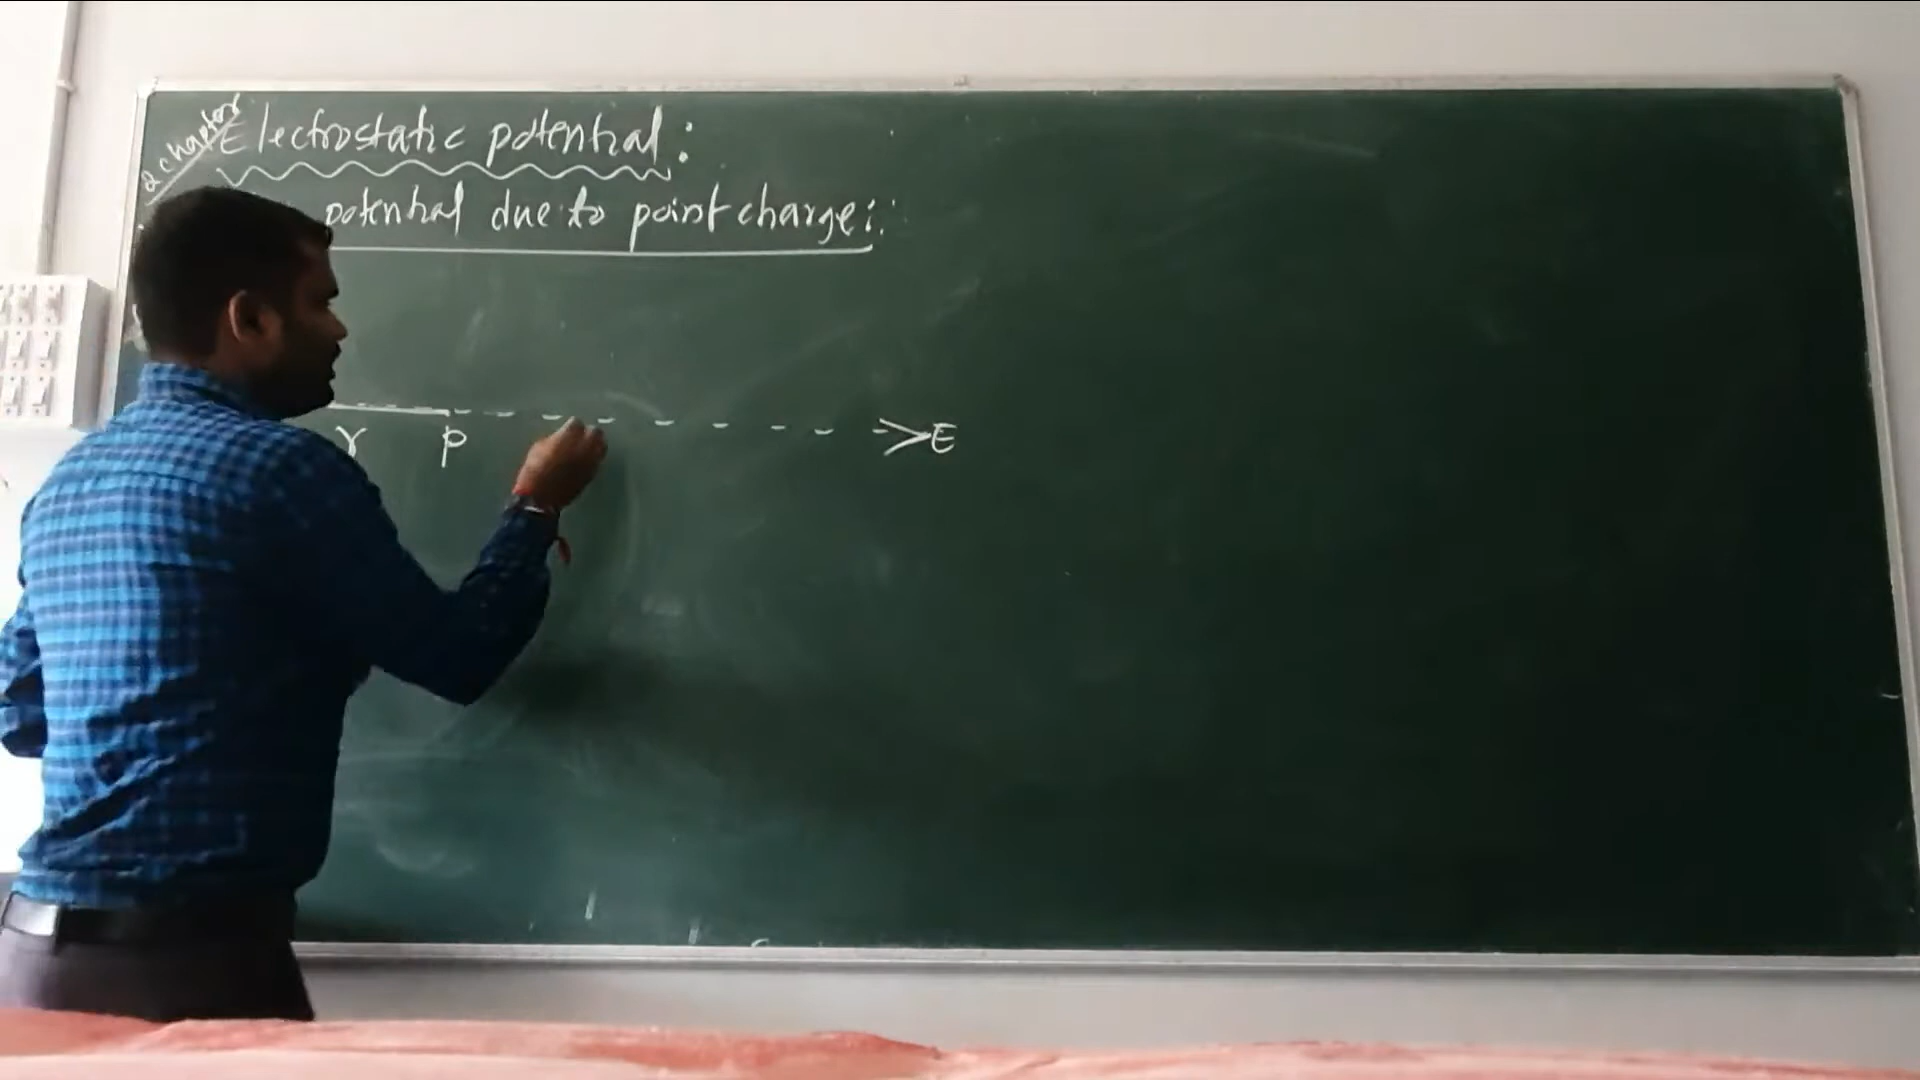 2 chapter
Electrostatic potential:
potential due to point charge:
r P >E